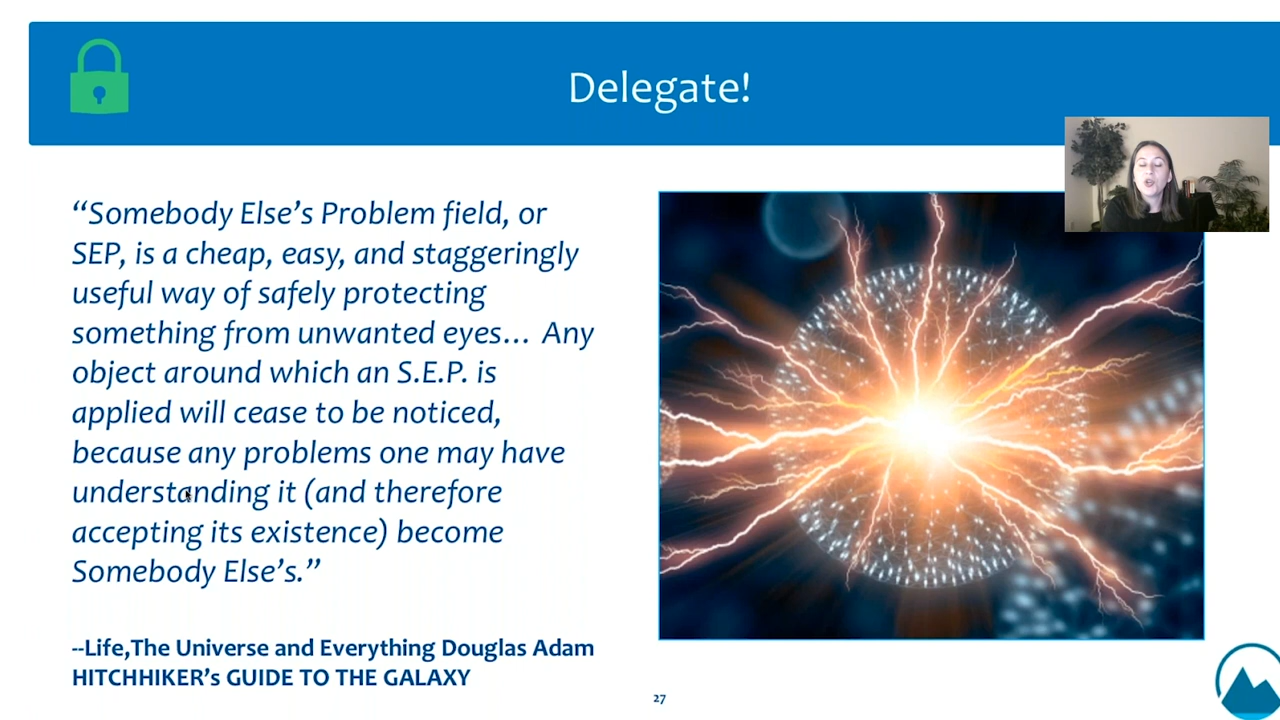 Delegate!
“Somebody Else’s Problem field, or
SEP, is a cheap, easy, and staggeringly
useful way of safely protecting
something from unwanted eyes… Any
object around which an S.E.P. is
applied will cease to be noticed,
because any problems one may have
understanding it (and therefore
accepting its existence) become
Somebody Else’s.”
--Life,The Universe and Everything Douglas Adam
HITCHHIKER’s GUIDE TO THE GALAXY
27